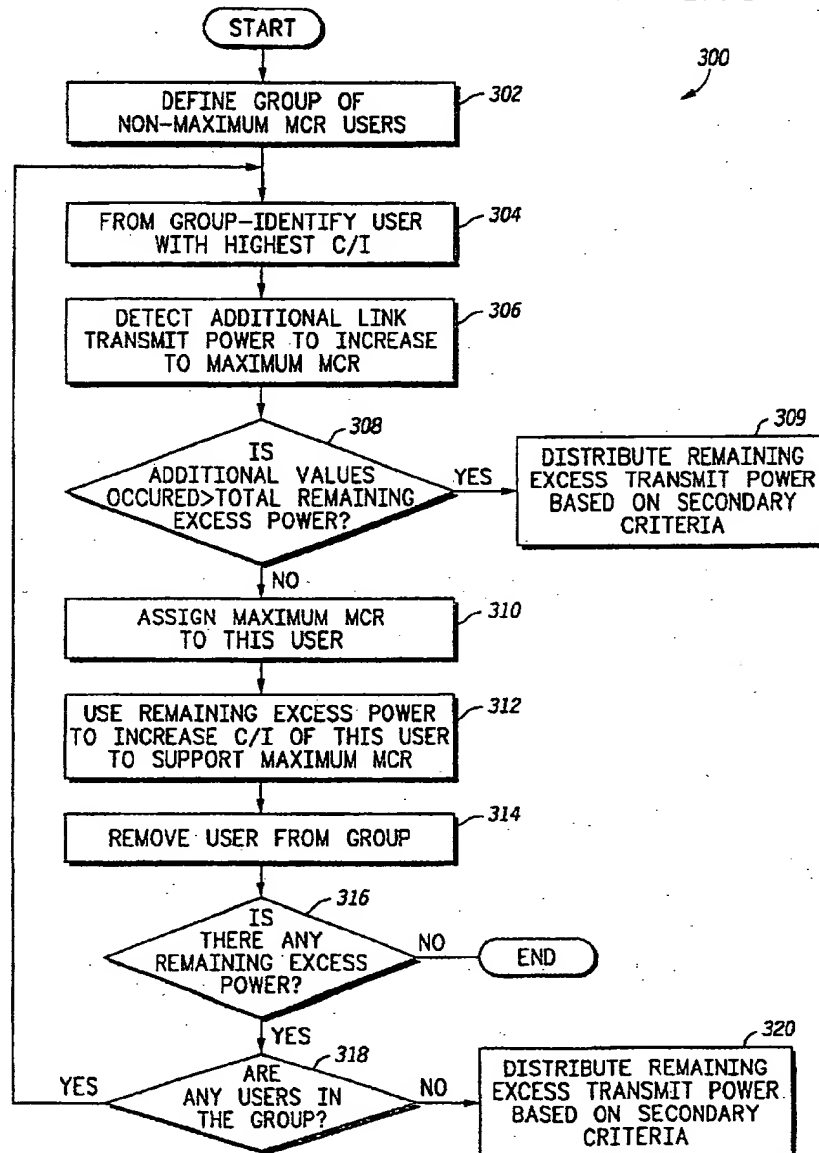 START
300
DEFINE GROUP OF
NON-MAXIMUM MCR USERS
302
FROM GROUP-IDENTIFY USER
WITH HIGHEST C/I
304
DETECT ADDITIONAL LINK
TRANSMIT POWER TO INCREASE
TO MAXIMUM MCR
306
308
IS
ADDITIONAL VALUES
OCCURED>TOTAL REMAINING
EXCESS POWER?
YES
309
DISTRIBUTE REMAINING
EXCESS TRANSMIT POWER
BASED ON SECONDARY
CRITERIA
NO
ASSIGN MAXIMUM MCR
TO THIS USER
310
USE REMAINING EXCESS POWER
TO INCREASE C/I OF THIS USER
TO SUPPORT MAXIMUM MCR
312
REMOVE USER FROM GROUP
314
316
IS
THERE ANY
REMAINING EXCESS
POWER?
NO
END
YES
318
ARE
ANY USERS IN
THE GROUP?
YES
NO
320
DISTRIBUTE REMAINING
EXCESS TRANSMIT POWER
BASED ON SECONDARY
CRITERIA